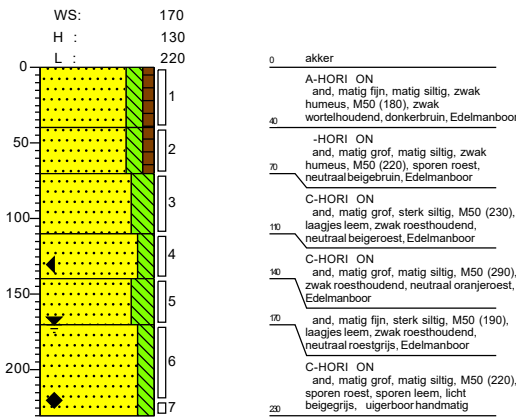 WS: 170
H : 130
L : 220
0
50
100
150
200
1
2
3
4
5
6
7
0 akker
A-HORI ON
and, matig fijn, matig siltig, zwak
humeus, M50 (180), zwak
wortelhoudend, donkerbruin, Edelmanboor
40
-HORI ON
and, matig grof, matig siltig, zwak
humeus, M50 (220), sporen roest,
neutraalbeigebruin, Edelmanboor
70
C-HORI ON
and, matig grof, sterk siltig, M50 (230),
laagjes leem, zwak roesthoudend,
neutraal beigeroest, Edelmanboor
110
C-HORI ON
and, matig grof, matig siltig, M50 (290),
zwak roesthoudend, neutraal oranjeroest,
Edelmanboor
140
and, matig fijn, sterk siltig, M50 (190),
laagjes leem, zwak roesthoudend,
neutraal roestgrijs, Edelmanboor
170
C-HORI ON
and, matig grof, matig siltig, M50 (220),
sporen roest, sporen leem, licht
beigegrijs, uigerboor handmatig
230